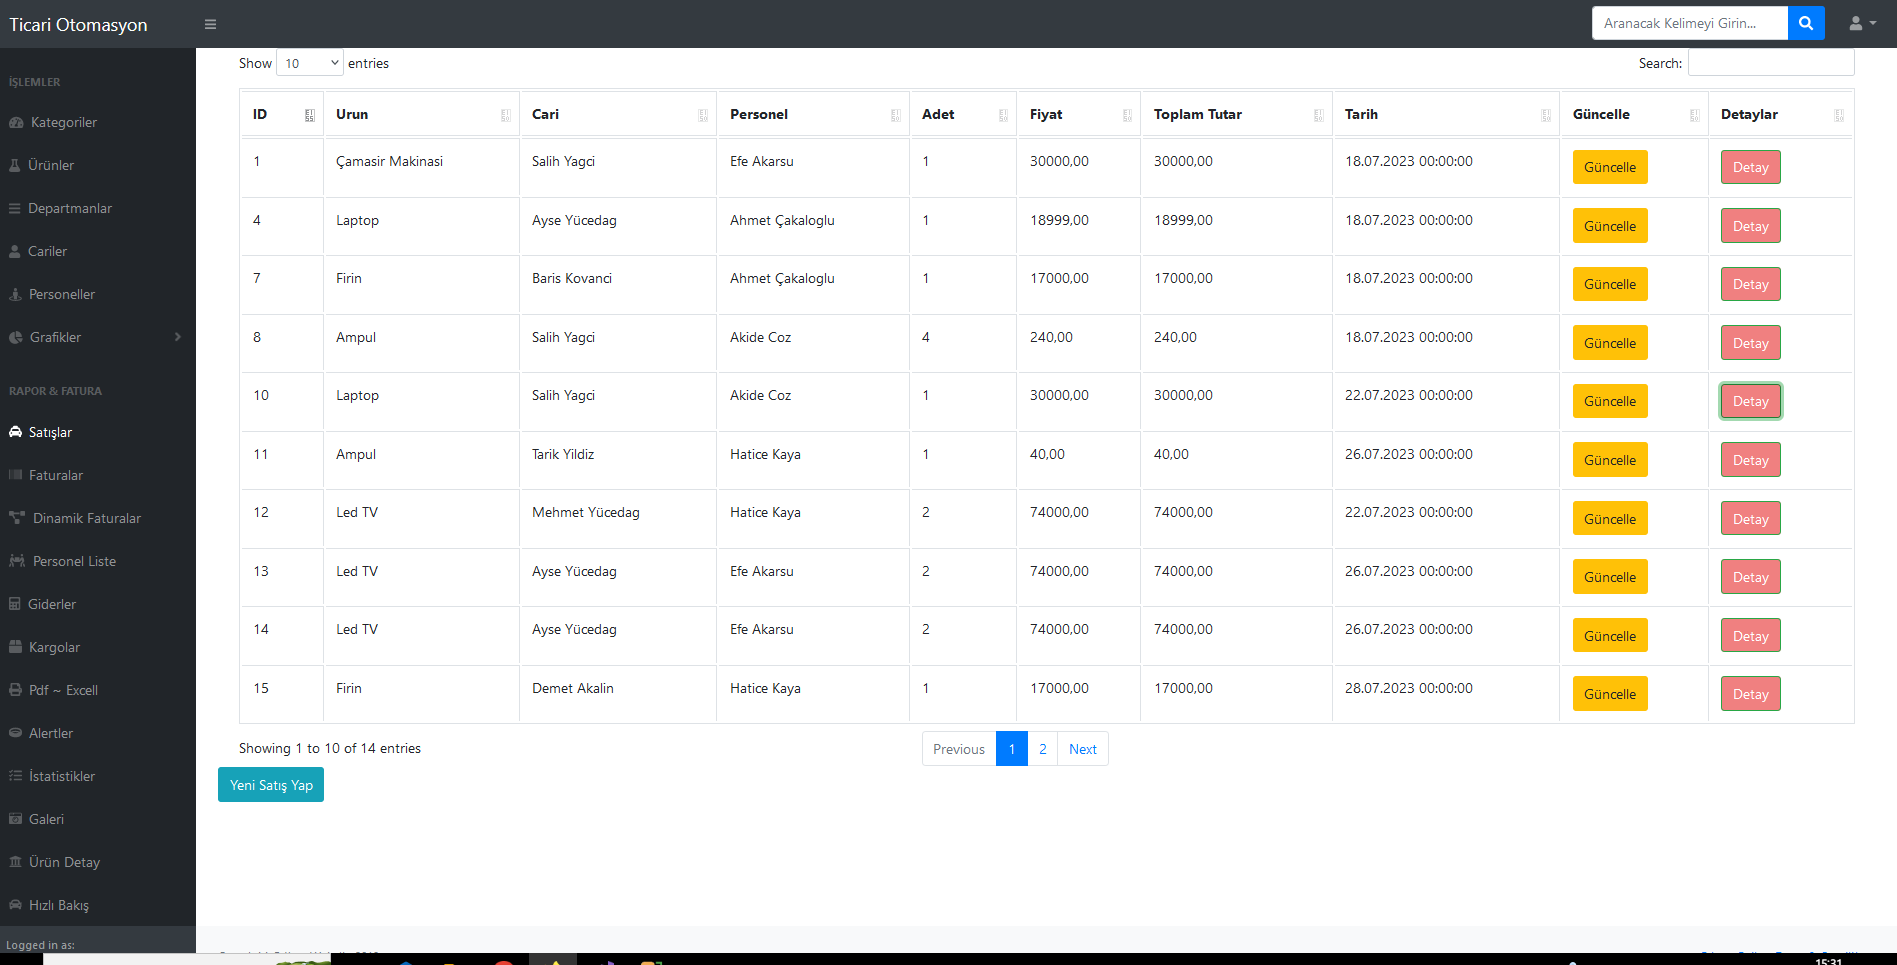 Ticari Otomasyon
Aranacak Kelimeyi Girin...
İŞLEMLER
Kategoriler
Ürünler
Departmanlar
Cariler
Personeller
Grafikler
RAPOR & FATURA
Satışlar
Faturalar
Dinamik Faturalar
Personel Liste
Giderler
Kargolar
Pdf ~ Excell
Alertler
İstatistikler
Galeri
Ürün Detay
Hızlı Bakış
Logged in as:
Show 10 entries
Search:
ID Urun Cari Personel Adet Fiyat Toplam Tutar Tarih Güncelle Detaylar
1 Çamasir Makinasi Salih Yagci Efe Akarsu 1 30000,00 30000,00 18.07.2023 00:00:00 Güncelle Detay
4 Laptop Ayse Yücedag Ahmet Çakaloglu 1 18999,00 18999,00 18.07.2023 00:00:00 Güncelle Detay
7 Firin Baris Kovanci Ahmet Çakaloglu 1 17000,00 17000,00 18.07.2023 00:00:00 Güncelle Detay
8 Ampul Salih Yagci Akide Coz 4 240,00 240,00 18.07.2023 00:00:00 Güncelle Detay
10 Laptop Salih Yagci Akide Coz 1 30000,00 30000,00 22.07.2023 00:00:00 Güncelle Detay
11 Ampul Tarik Yildiz Hatice Kaya 1 40,00 40,00 26.07.2023 00:00:00 Güncelle Detay
12 Led TV Mehmet Yücedag Hatice Kaya 2 74000,00 74000,00 22.07.2023 00:00:00 Güncelle Detay
13 Led TV Ayse Yücedag Efe Akarsu 2 74000,00 74000,00 26.07.2023 00:00:00 Güncelle Detay
14 Led TV Ayse Yücedag Efe Akarsu 2 74000,00 74000,00 26.07.2023 00:00:00 Güncelle Detay
15 Firin Demet Akalin Hatice Kaya 1 17000,00 17000,00 28.07.2023 00:00:00 Güncelle Detay
Showing 1 to 10 of 14 entries
Previous 1 2 Next
Yeni Satış Yap
15:31